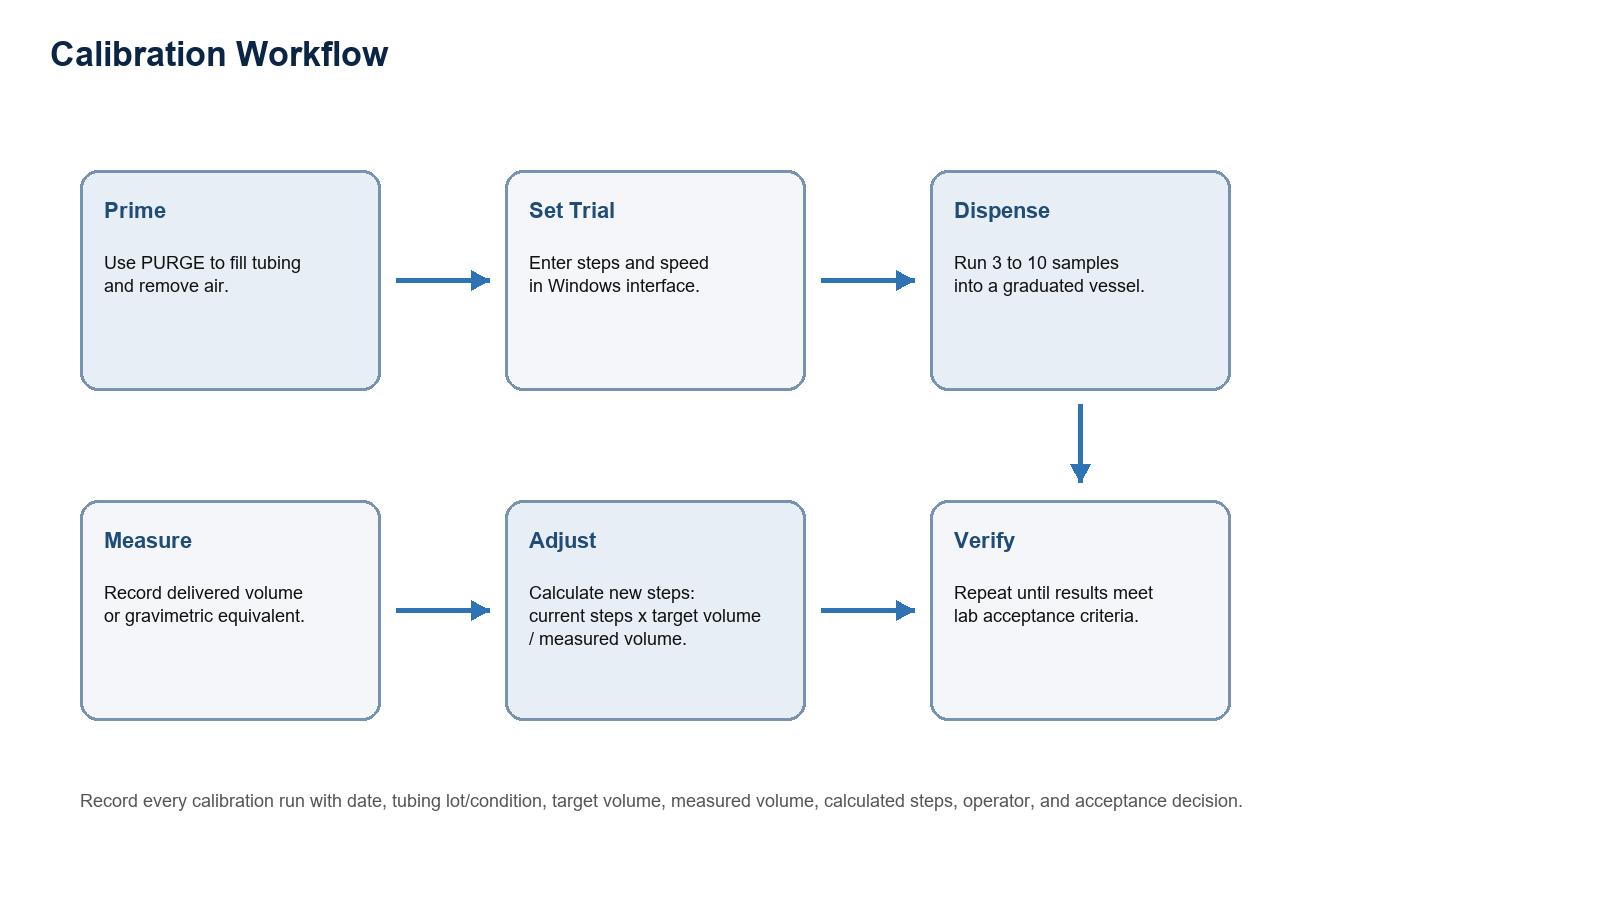 Calibration Workflow
Prime
Use PURGE to fill tubing
and remove air.
Set Trial
Enter steps and speed
in Windows interface.
Dispense
Run 3 to 10 samples
into a graduated vessel.
Measure
Record delivered volume
or gravimetric equivalent.
Adjust
Calculate new steps:
current steps x target volume
/ measured volume.
Verify
Repeat until results meet
lab acceptance criteria.
Record every calibration run with date, tubing lot/condition, target volume, measured volume, calculated steps, operator, and acceptance decision.